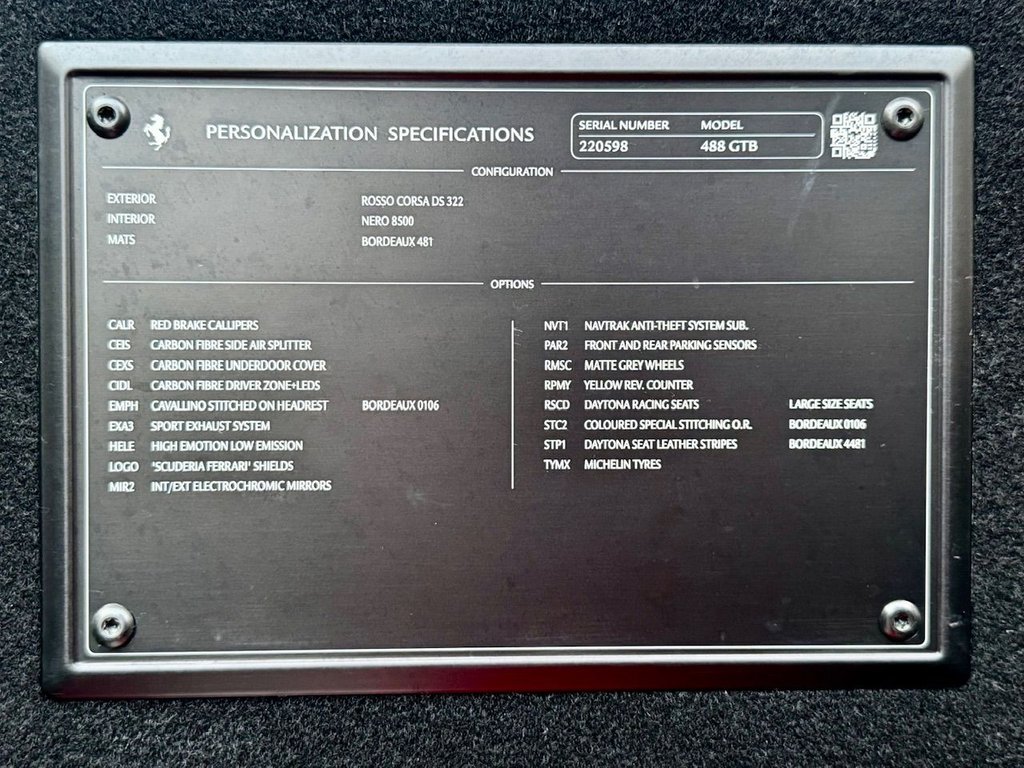 PERSONALIZATION SPECIFICATIONS
SERIAL NUMBER MODEL
220598 488 GTB
CONFIGURATION
EXTERIOR ROSSO CORSA DS 322
INTERIOR NERO 8500
MATS BORDEAUX 481
OPTIONS
CALR RED BRAKE CALLIPERS
CEIS CARBON FIBRE SIDE AIR SPLITTER
CEXS CARBON FIBRE UNDERDOOR COVER
CIDL CARBON FIBRE DRIVER ZONE+LEDS
EMPH CAVALLINO STITCHED ON HEADREST BORDEAUX 0106
EXA3 SPORT EXHAUST SYSTEM
HELE HIGH EMOTION LOW EMISSION
LOGO 'SCUDERIA FERRARI' SHIELDS
MIR2 INT/EXT ELECTROCHROMIC MIRRORS
NVT1 NAVTRAK ANTI-THEFT SYSTEM SUB.
PAR2 FRONT AND REAR PARKING SENSORS
RMSC MATTE GREY WHEELS
RPMY YELLOW REV. COUNTER
RSCD DAYTONA RACING SEATS LARGE SIZE SEATS
STC2 COLOURED SPECIAL STITCHING O.R. BORDEAUX 0106
STP1 DAYTONA SEAT LEATHER STRIPES BORDEAUX 4481
TYMX MICHELIN TYRES